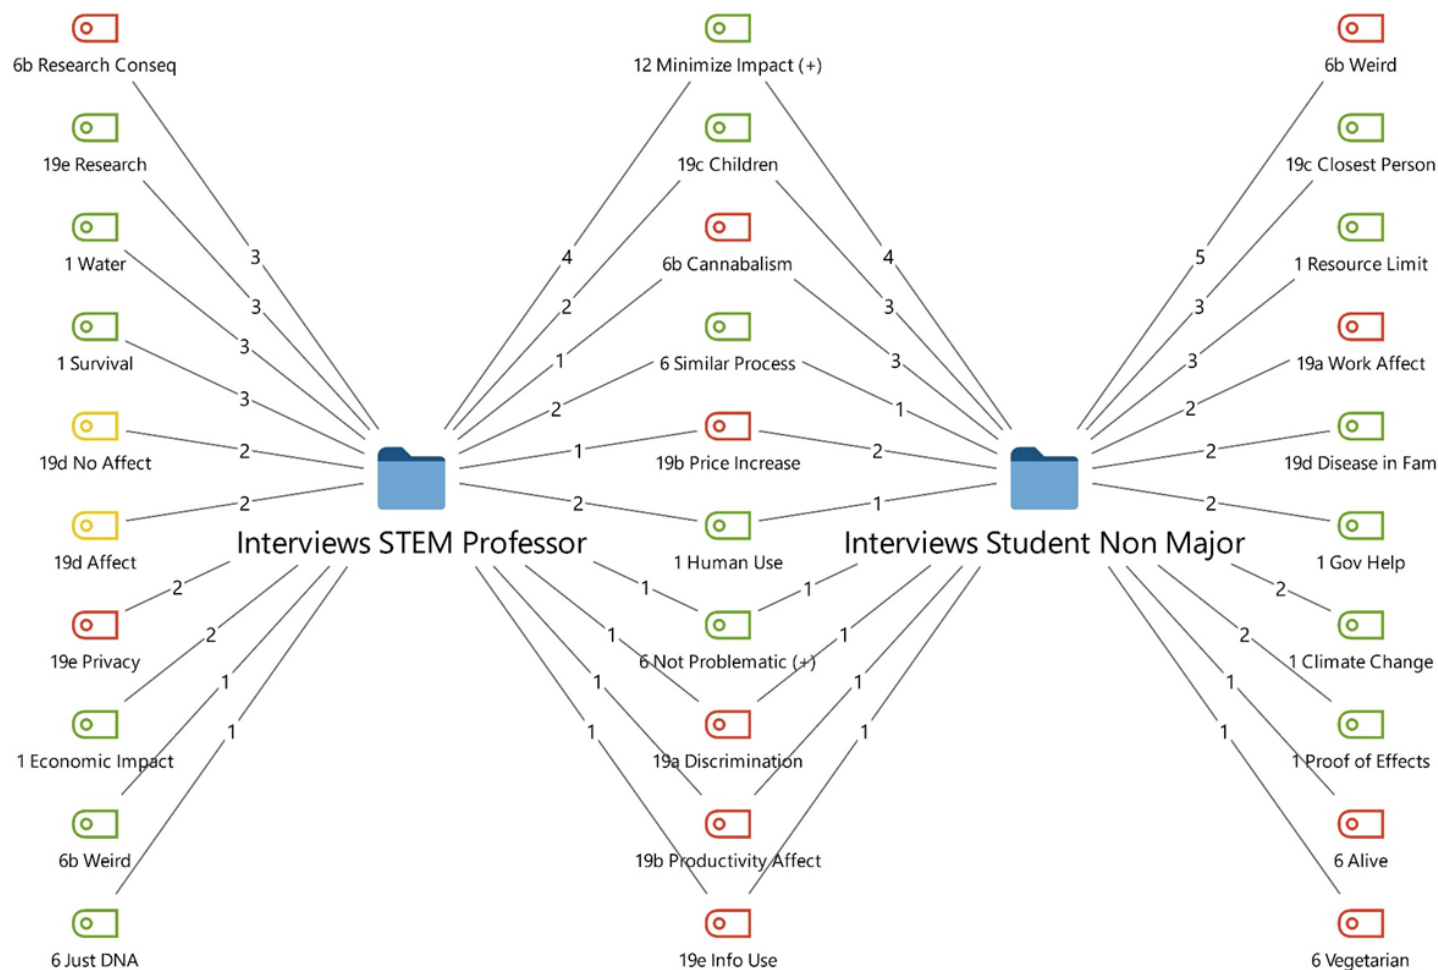 6b Research Conseq
12 Minimize Impact (+)
6b Weird
19e Research
19c Children
19c Closest Person
1 Water
6b Cannabalism
1 Resource Limit
3
4
4
5
3
2
3
3
3
1
3
3
1 Survival
6 Similar Process
19a Work Affect
3
2
1
2
2
1
2
2
19d No Affect
19b Price Increase
19d Disease in Fam
2
2
1
2
Interviews STEM Professor
Interviews Student Non Major
19d Affect
1 Human Use
1 Gov Help
2
1
1
2
2
1
1
2
19e Privacy
6 Not Problematic (+)
1 Climate Change
1
1
1
1
1
1
1
1
1 Economic Impact
19a Discrimination
1 Proof of Effects
6b Weird
19b Productivity Affect
6 Alive
6 Just DNA
19e Info Use
6 Vegetarian